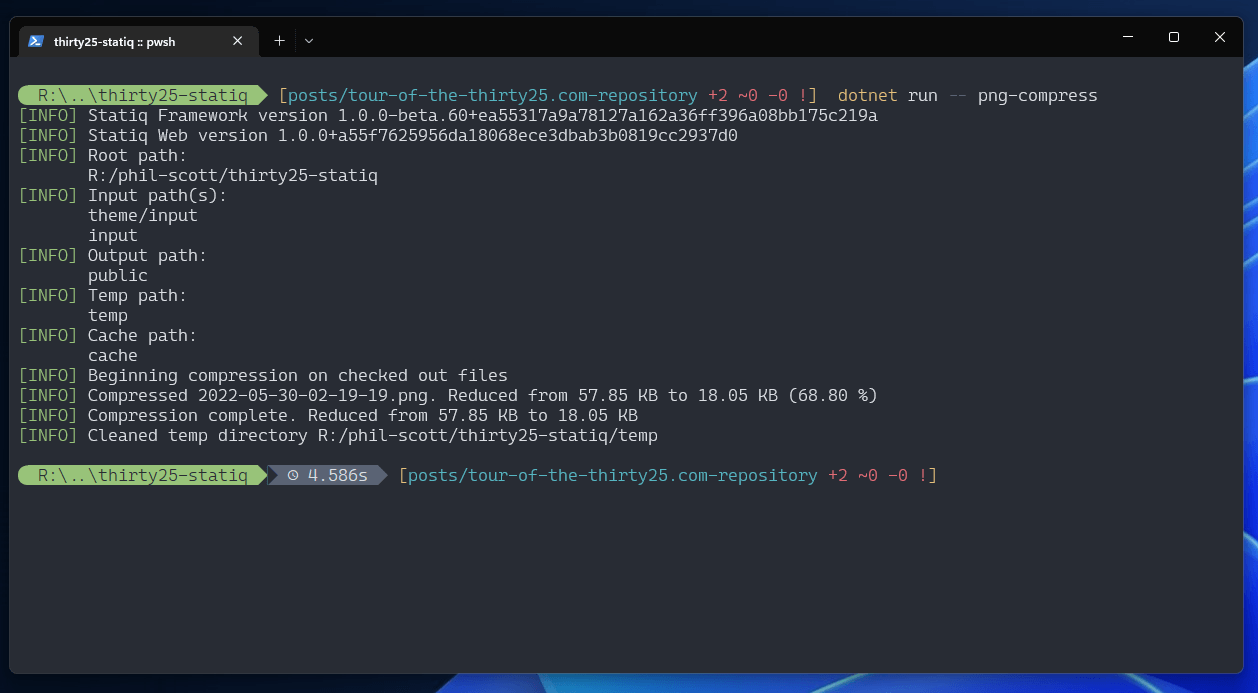 thirty25-statiq :: pwsh
R:\..\thirty25-statiq [posts/tour-of-the-thirty25.com-repository +2 ~0 -0 !] dotnet run -- png-compress
[INFO] Statiq Framework version 1.0.0-beta.60+ea55317a9a78127a162a36ff396a08bb175c219a
[INFO] Statiq Web version 1.0.0+a55f7625956da18068ece3dbab3b0819cc2937d0
[INFO] Root path:
R:/phil-scott/thirty25-statiq
[INFO] Input path(s):
theme/input
input
[INFO] Output path:
public
[INFO] Temp path:
temp
[INFO] Cache path:
cache
[INFO] Beginning compression on checked out files
[INFO] Compressed 2022-05-30-02-19-19.png. Reduced from 57.85 KB to 18.05 KB (68.80 %)
[INFO] Compression complete. Reduced from 57.85 KB to 18.05 KB
[INFO] Cleaned temp directory R:/phil-scott/thirty25-statiq/temp
R:\..\thirty25-statiq 4.586s [posts/tour-of-the-thirty25.com-repository +2 ~0 -0 !]